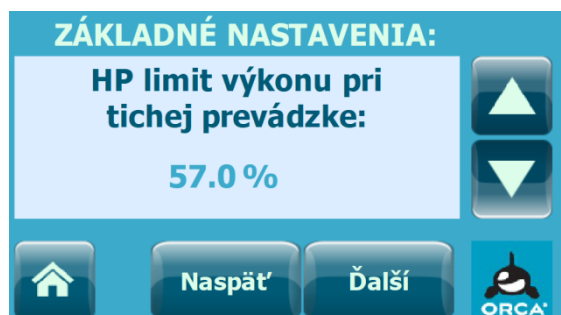 ZÁKLADNÉ NASTAVENIA:
HP limit výkonu pri
tichej prevádzke:
57.0 %
Naspäť
Ďalší
ORCA